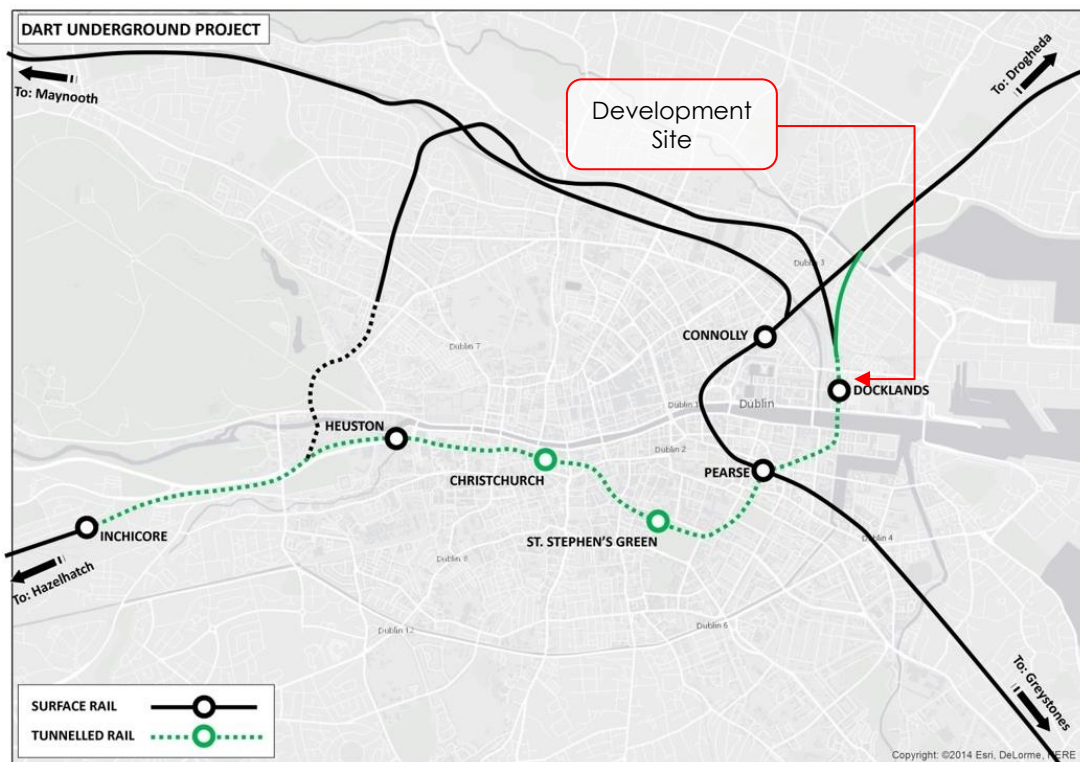 DART UNDERGROUND PROJECT
To: Maynooth
Development
Site
To: Drogheda
Dublin 3
CONNOLLY
Dublin 7
DOCKLANDS
Dublin 1
Dublin
HEUSTON
Dublin 2
CHRISTCHURCH
PEARSE
INCHICORE
ST. STEPHEN'S GREEN
Dublin 4
To: Hazelhatch
Dublin 8
Dublin 12
Dublin 6
To: Greystones
SURFACE RAIL
TUNNELLED RAIL
Copyright: ©2014 Esri, DeLorme, HERE